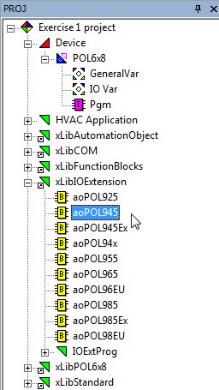 PROJ
Exercise 1 project
Device
POL6x8
GeneralVar
IO Var
Pgm
HVAC Application
xLibAutomationObject
xLibCOM
xLibFunctionBlocks
xLibIOExtension
aoPOL925
aoPOL945
aoPOL945Ex
aoPOL94x
aoPOL955
aoPOL965
aoPOL96EU
aoPOL985
aoPOL985Ex
aoPOL98EU
IOExtProg
xLibPOL6x8
xLibStandard